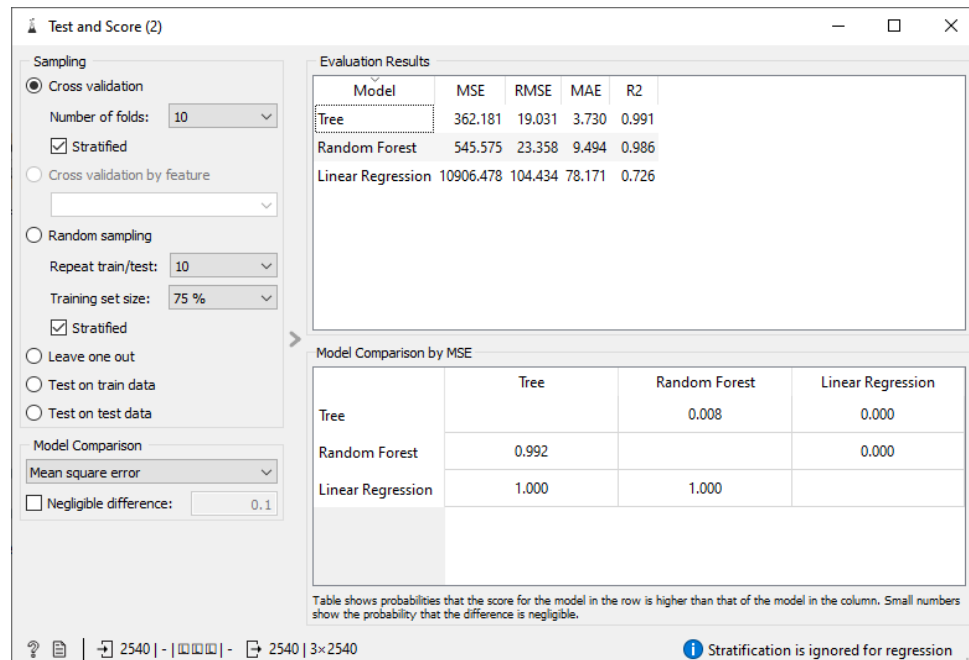 Test and Score (2)
Sampling
Cross validation
Number of folds: 10
Stratified
Cross validation by feature
Random sampling
Repeat train/test: 10
Training set size: 75 %
Stratified
Leave one out
Test on train data
Test on test data
Model Comparison
Mean square error
Negligible difference: 0.1
Evaluation Results
Model MSE RMSE MAE R2
Tree 362.181 19.031 3.730 0.991
Random Forest 545.575 23.358 9.494 0.986
Linear Regression 10906.478 104.434 78.171 0.726
Model Comparison by MSE
Tree Random Forest Linear Regression
Tree 0.008 0.000
Random Forest 0.992 0.000
Linear Regression 1.000 1.000
Table shows probabilities that the score for the model in the row is higher than that of the model in the column. Small numbers
show the probability that the difference is negligible.
? 2540 | - | | - 2540 | 3×2540
Stratification is ignored for regression